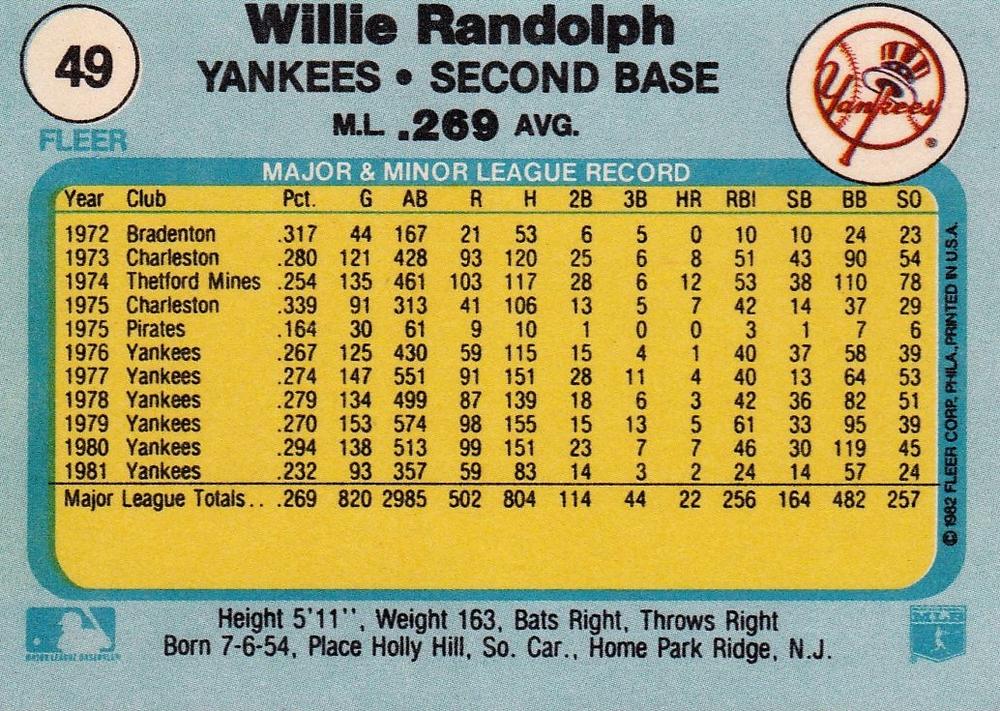 Willie Randolph
49
YANKEES • SECOND BASE
Yankees
M.L. .269 AVG.
FLEER
MAJOR & MINOR LEAGUE RECORD
Year Club Pct. G AB R H 2B 3B HR RBI SB BB SO
1972 Bradenton .317 44 167 21 53 6 5 0 10 10 24 23
1973 Charleston .280 121 428 93 120 25 6 8 51 43 90 54
1974 Thetford Mines .254 135 461 103 117 28 6 12 53 38 110 78
1975 Charleston .339 91 313 41 106 13 5 7 42 14 37 29
1975 Pirates .164 30 61 9 10 1 0 0 3 1 7 6
1976 Yankees .267 125 430 59 115 15 4 1 40 37 58 39
1977 Yankees .274 147 551 91 151 28 11 4 40 13 64 53
1978 Yankees .279 134 499 87 139 18 6 3 42 36 82 51
1979 Yankees .270 153 574 98 155 15 13 5 61 33 95 39
1980 Yankees .294 138 513 99 151 23 7 7 46 30 119 45
1981 Yankees .232 93 357 59 83 14 3 2 24 14 57 24
Major League Totals.. .269 820 2985 502 804 114 44 22 256 164 482 257
© 1982 FLEER CORP., PHILA., PRINTED IN U.S.A.
Height 5'11'', Weight 163, Bats Right, Throws Right
Born 7-6-54, Place Holly Hill, So. Car., Home Park Ridge, N.J.
MAJOR LEAGUE BASEBALL